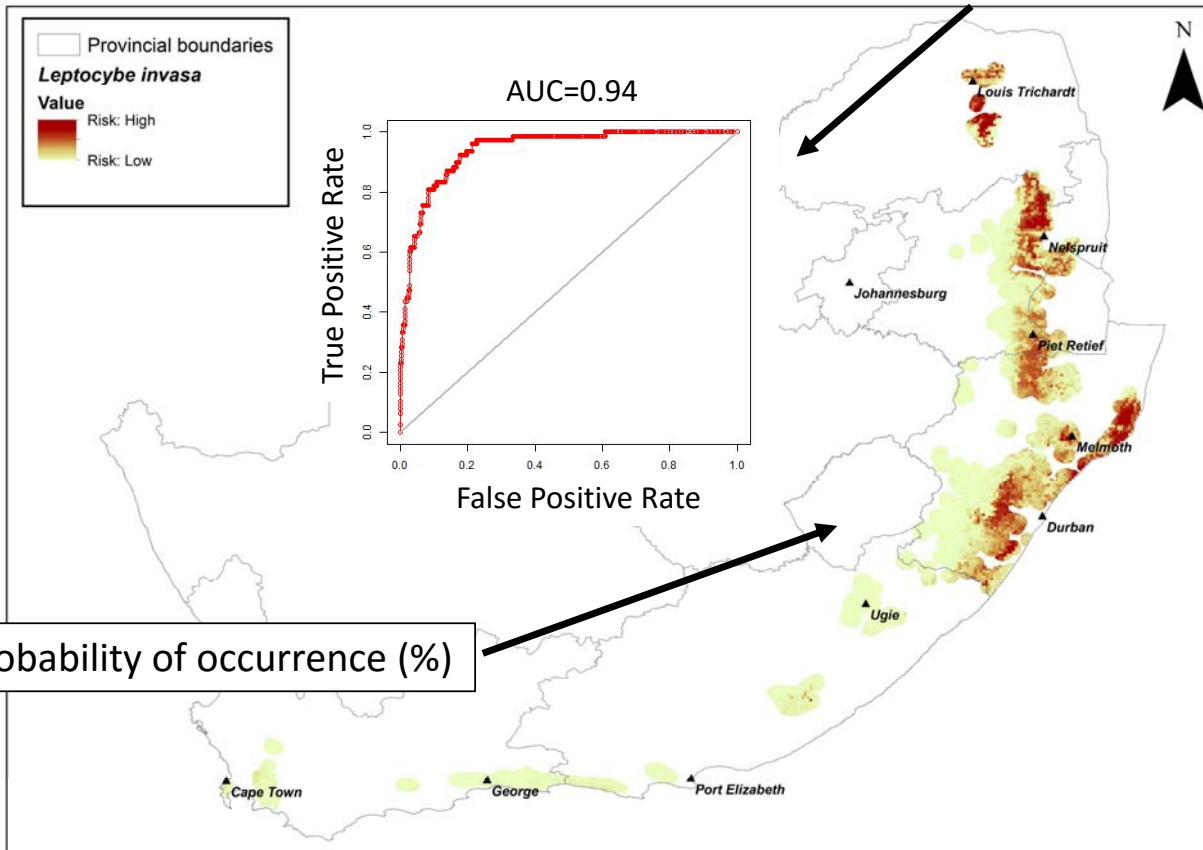 Provincial boundaries
Leptocybe invasa
Value
Risk: High
Risk: Low
N
AUC=0.94
True Positive Rate
1.0
0.8
0.6
0.4
0.2
0.0
0.0 0.2 0.4 0.6 0.8 1.0
False Positive Rate
Louis Trichardt
Nelspruit
Johannesburg
Piet Retief
Melmoth
Durban
Ugie
obability of occurrence (%)
Cape Town
George
Port Elizabeth